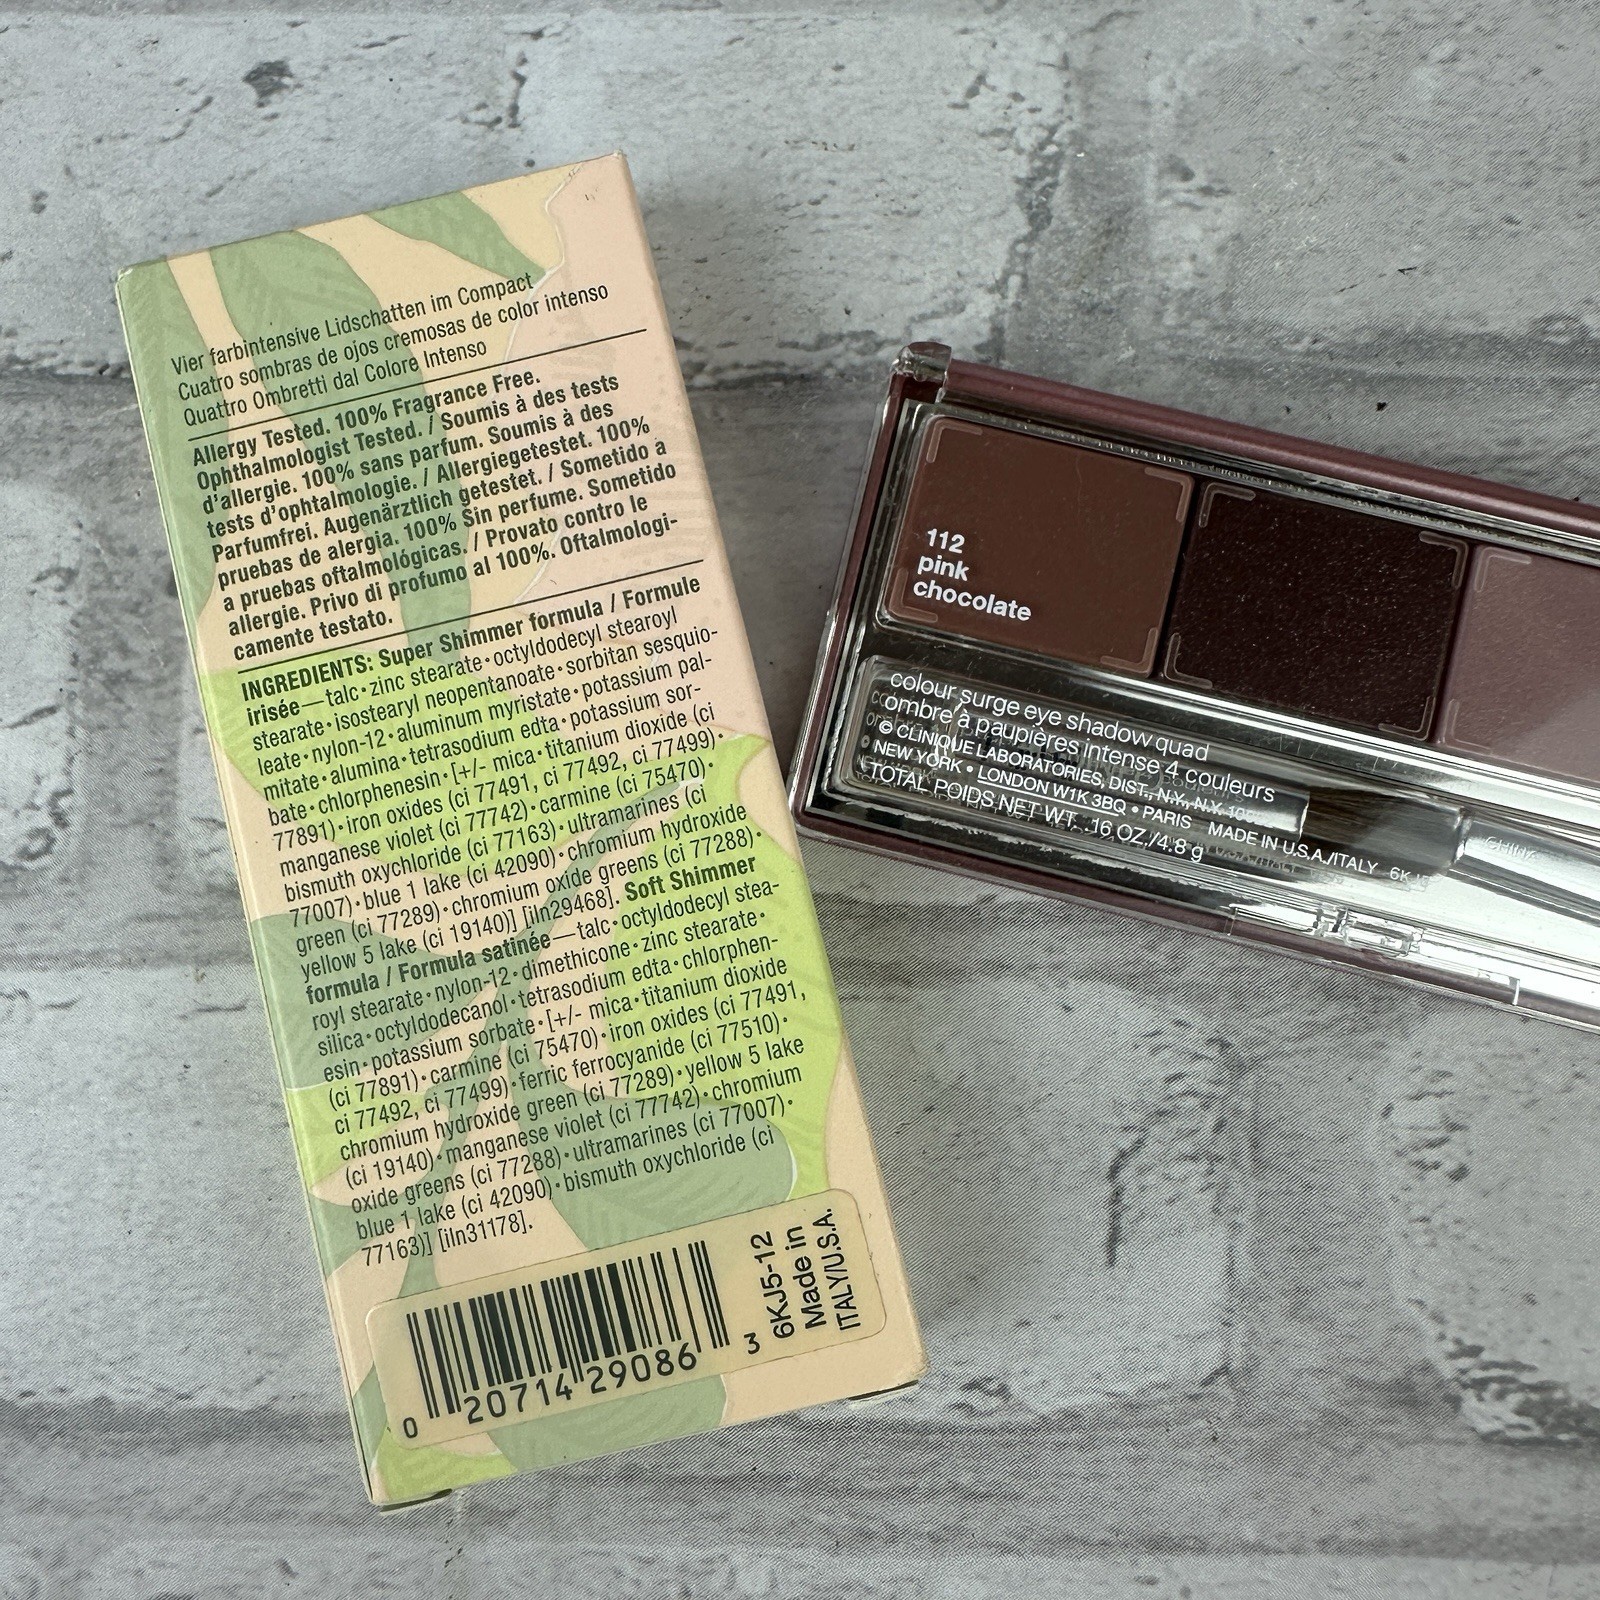 Vier farbintensive Lidschatten im Compact
Cuatro sombras de ojos cremosas de color intenso
Quattro Ombretti dal Colore Intenso
Allergy Tested. 100% Fragrance Free.
Ophthalmologist Tested. / Soumis à des tests
d'allergie. 100% sans parfum. Soumis à des
tests d'ophtalmologie. / Allergiegetestet. 100%
Parfumfrei. Augenärztlich getestet. / Sometido a
pruebas de alergia. 100% Sin perfume. Sometido
a pruebas oftalmológicas. / Provato contro le
allergie. Privo di profumo al 100%. Oftalmologi-
camente testato.
INGREDIENTS: Super Shimmer formula / Formule
irisée—talc•zinc stearate•octyldodecyl stearoyl
stearate•isostearyl neopentanoate•sorbitan sesquio-
leate•nylon-12•aluminum myristate•potassium pal-
mitate•alumina•tetrasodium edta•potassium sor-
bate•chlorphenesin•[+/- mica•titanium dioxide (ci
77891)•iron oxides (ci 77491, ci 77492, ci 77499)•
manganese violet (ci 77742)•carmine (ci 75470)•
bismuth oxychloride (ci 77163)•ultramarines (ci
77007)•blue 1 lake (ci 42090)•chromium hydroxide
green (ci 77289)•chromium oxide greens (ci 77288)•
yellow 5 lake (ci 19140)] [iln29468]. Soft Shimmer
formula / Formula satinée—talc•octyldodecyl stea-
royl stearate•nylon-12•dimethicone•zinc stearate•
silica•octyldodecanol•tetrasodium edta•chlorphen-
esin•potassium sorbate•[+/- mica•titanium dioxide
(ci 77891)•carmine (ci 75470)•iron oxides (ci 77491,
ci 77492, ci 77499)•ferric ferrocyanide (ci 77510)•
chromium hydroxide green (ci 77289)•yellow 5 lake
(ci 19140)•manganese violet (ci 77742)•chromium
oxide greens (ci 77288)•ultramarines (ci 77007)•
blue 1 lake (ci 42090)•bismuth oxychloride (ci
77163)] [iln31178].
0 20714 29086 3
6KJ5-12
Made in
ITALY/U.S.A.
112
pink
chocolate
colour surge eye shadow quad
ombre à paupières intense 4 couleurs
© CLINIQUE LABORATORIES, DIST., N.Y., N.Y. 100
NEW YORK • LONDON W1K 3BQ • PARIS MADE IN U.S.A./ITALY
TOTAL POIDS NET WT. .16 OZ./4.8 g
CHINA